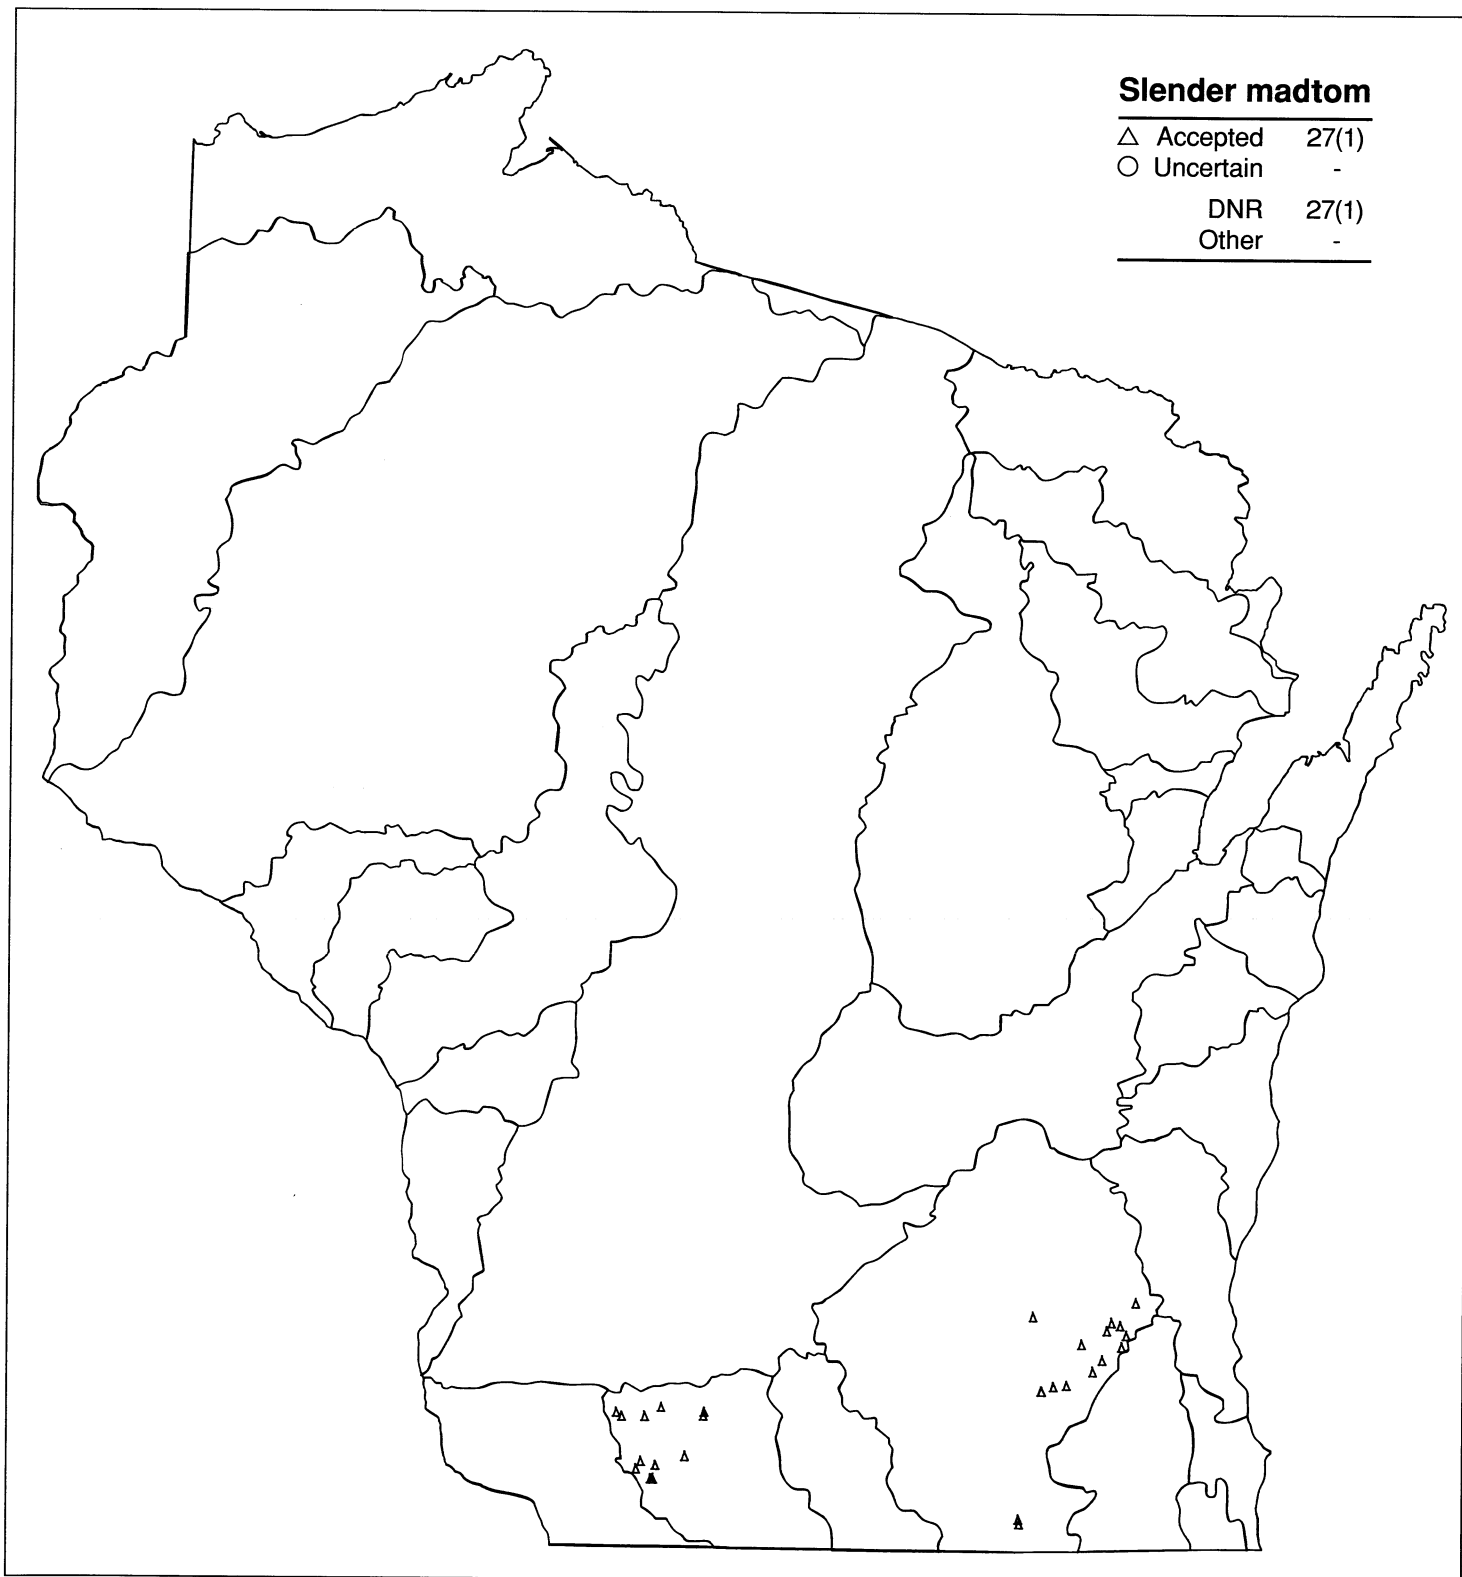 Slender madtom
△ Accepted 27(1)
○ Uncertain -
DNR 27(1)
Other -